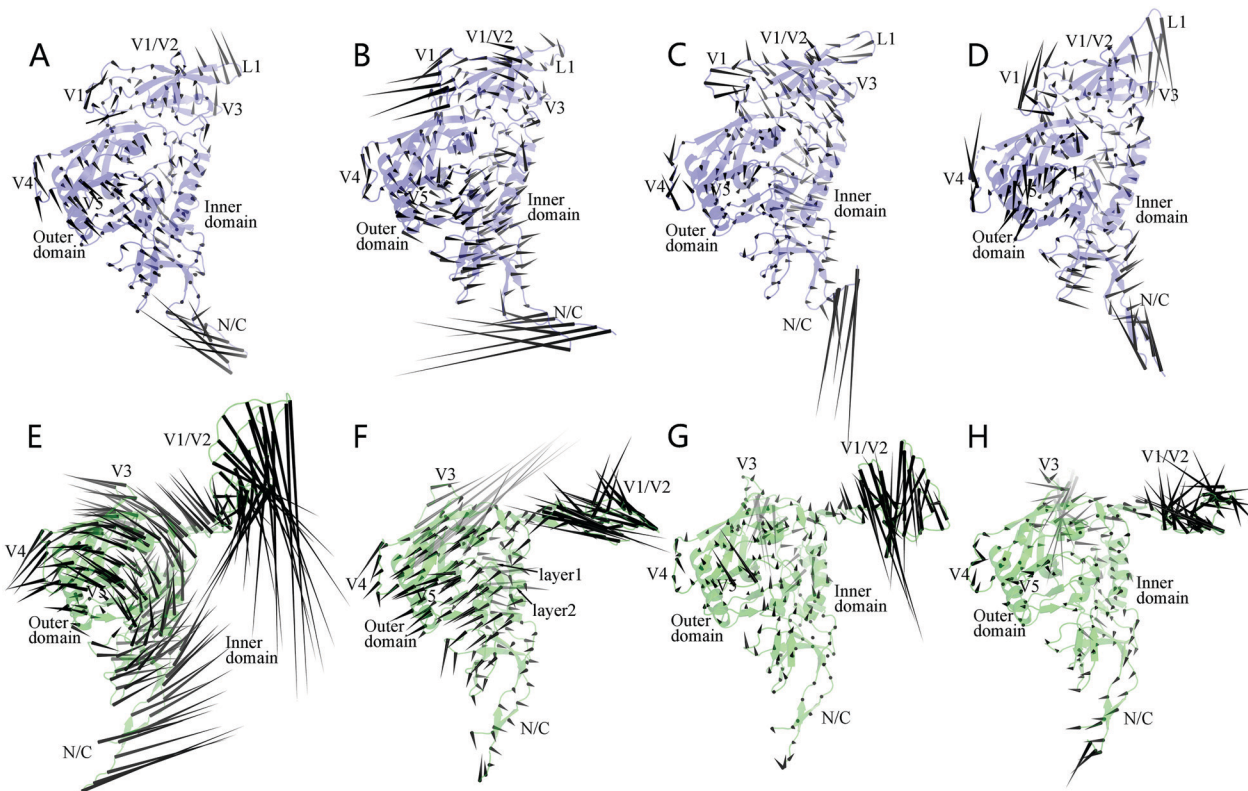 A
V1/V2
L1
V1
V3
V4
V5
Inner
domain
Outer
domain
N/C
B
V1/V2
V1
L1
V3
V4
V5
Inner
domain
Outer
domain
N/C
C
V1/V2
L1
V1
V3
V4
V5
Inner
domain
Outer
domain
N/C
D
V1/V2
L1
V1
V3
V4
V5
Inner
domain
Outer
domain
N/C
E
V1/V2
V3
V4
V5
Outer
domain
Inner
domain
N/C
F
V3
V1/V2
V4
V5
layer1
layer2
Outer
domain
N/C
G
V3
V1/V2
V4
V5
Inner
domain
Outer
domain
N/C
H
V3
V1/V2
V4
V5
Inner
domain
Outer
domain
N/C